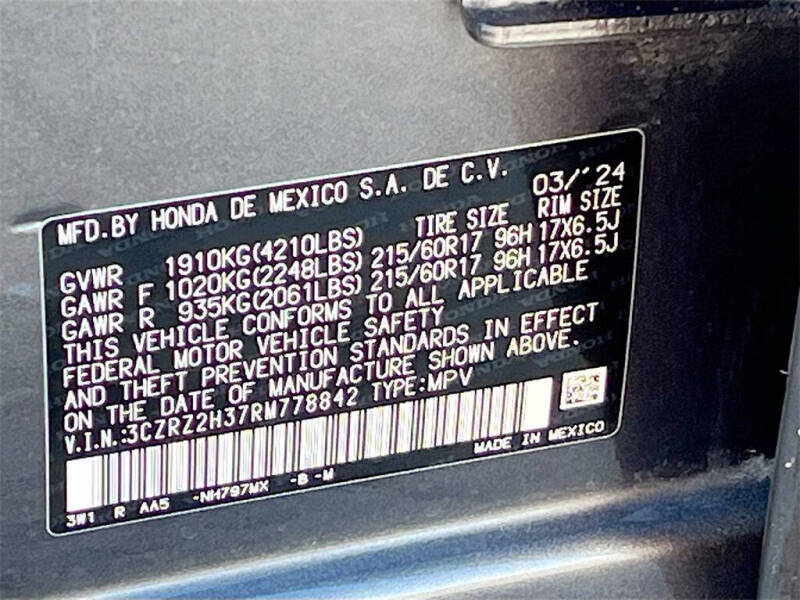 MFD.BY HONDA DE MEXICO S.A. DE C.V. 03/'24
TIRE SIZE RIM SIZE
GVWR 1910KG(4210LBS)
GAWR F 1020KG(2248LBS) 215/60R17 96H 17X6.5J
GAWR R 935KG(2061LBS) 215/60R17 96H 17X6.5J
THIS VEHICLE CONFORMS TO ALL APPLICABLE
FEDERAL MOTOR VEHICLE SAFETY
AND THEFT PREVENTION STANDARDS IN EFFECT
ON THE DATE OF MANUFACTURE SHOWN ABOVE.
V.I.N.:3CZRZ2H37RM778842 TYPE:MPV
MADE IN MEXICO
3W1 R AA5 -NH797MX -B -M